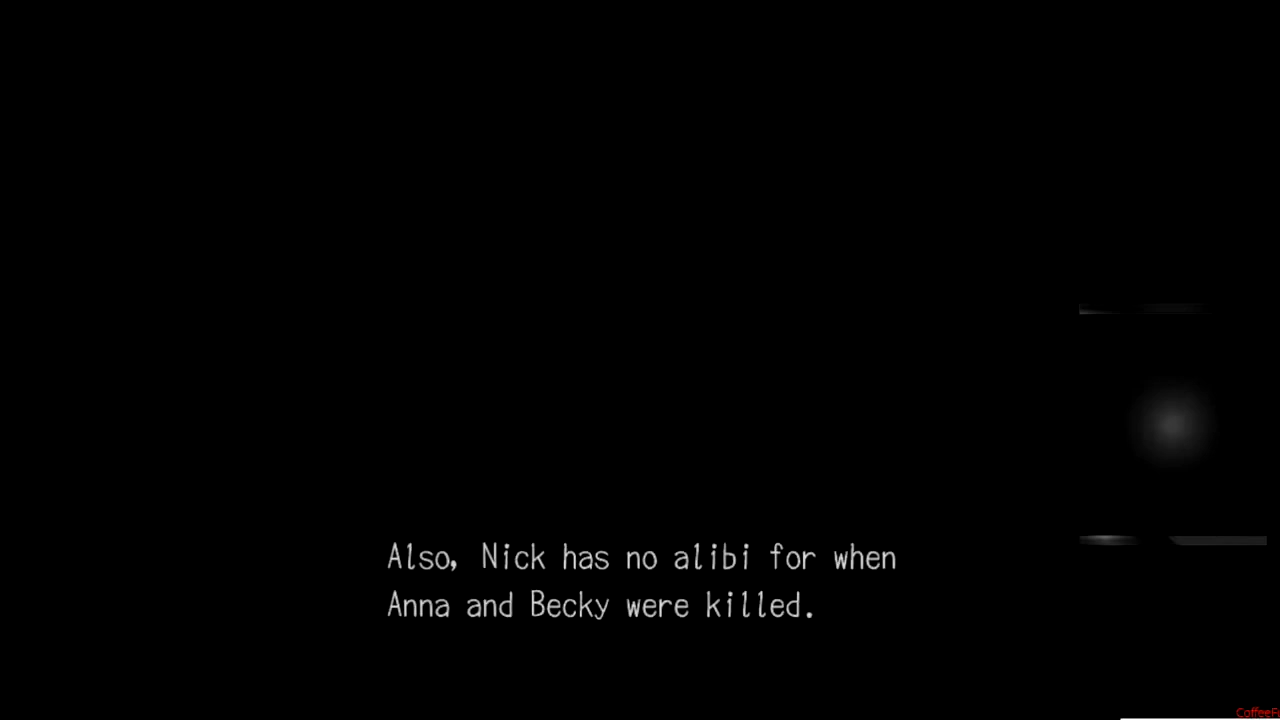 Also, Nick has no alibi for when
Anna and Becky were killed.